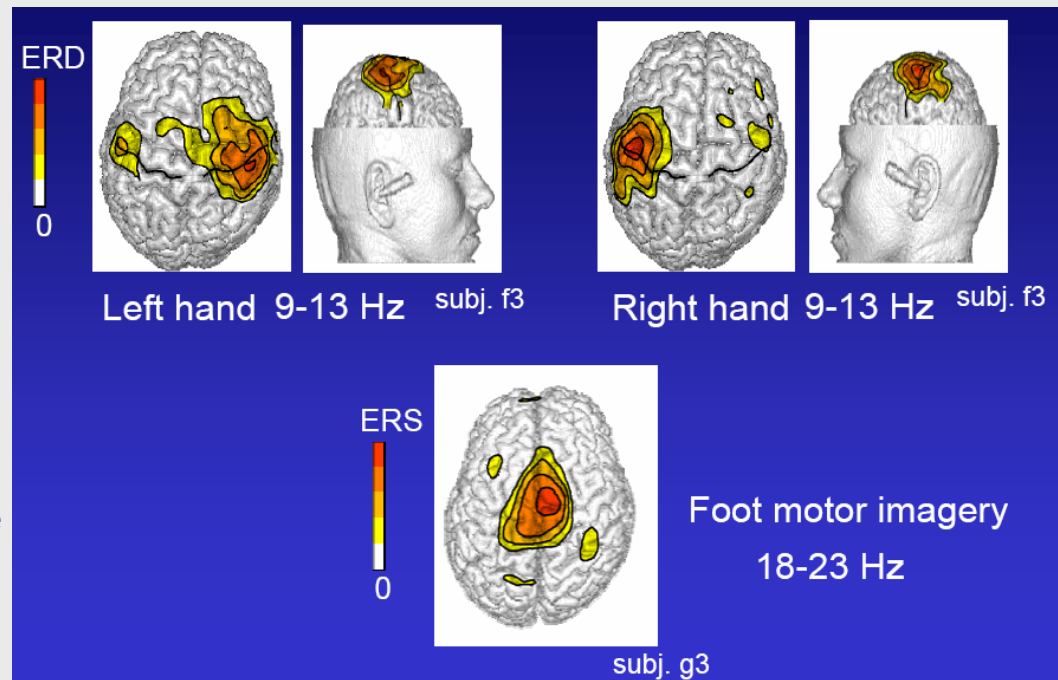 ERD
0
Left hand 9-13 Hz subj. f3
Right hand 9-13 Hz subj. f3
ERS
0
Foot motor imagery
18-23 Hz
subj. g3